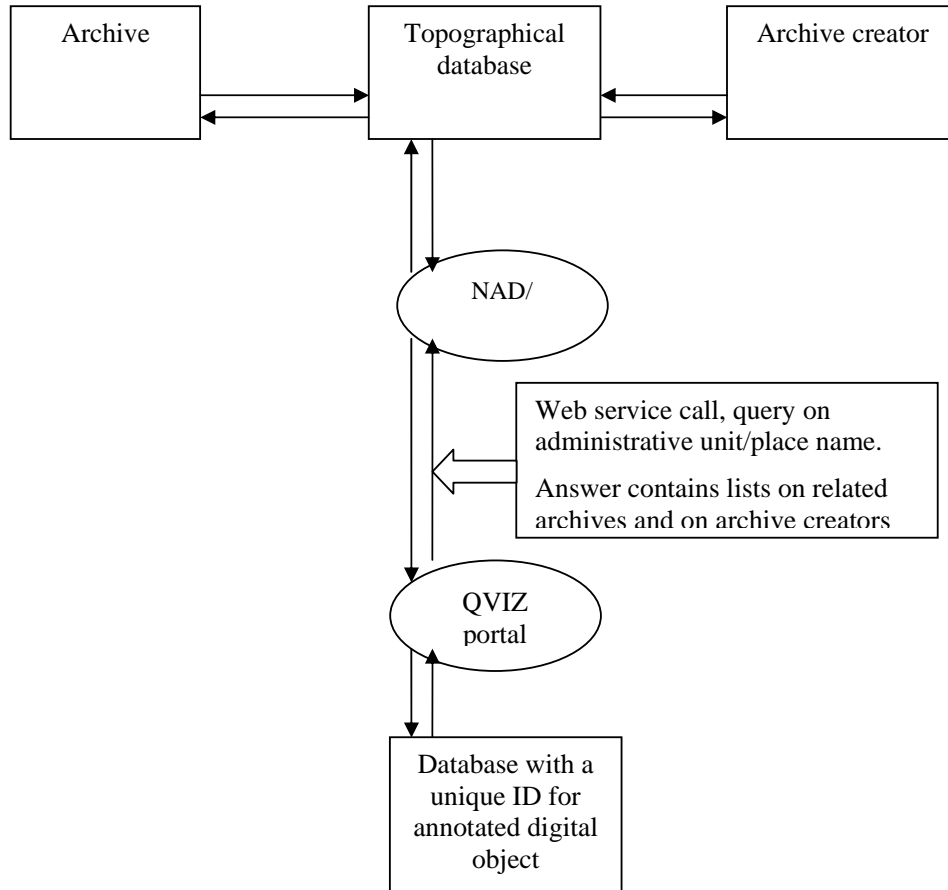 Archive
Topographical
database
Archive creator
NAD/
Web service call, query on
administrative unit/place name.
Answer contains lists on related
archives and on archive creators
QVIZ
portal
Database with a
unique ID for
annotated digital
object